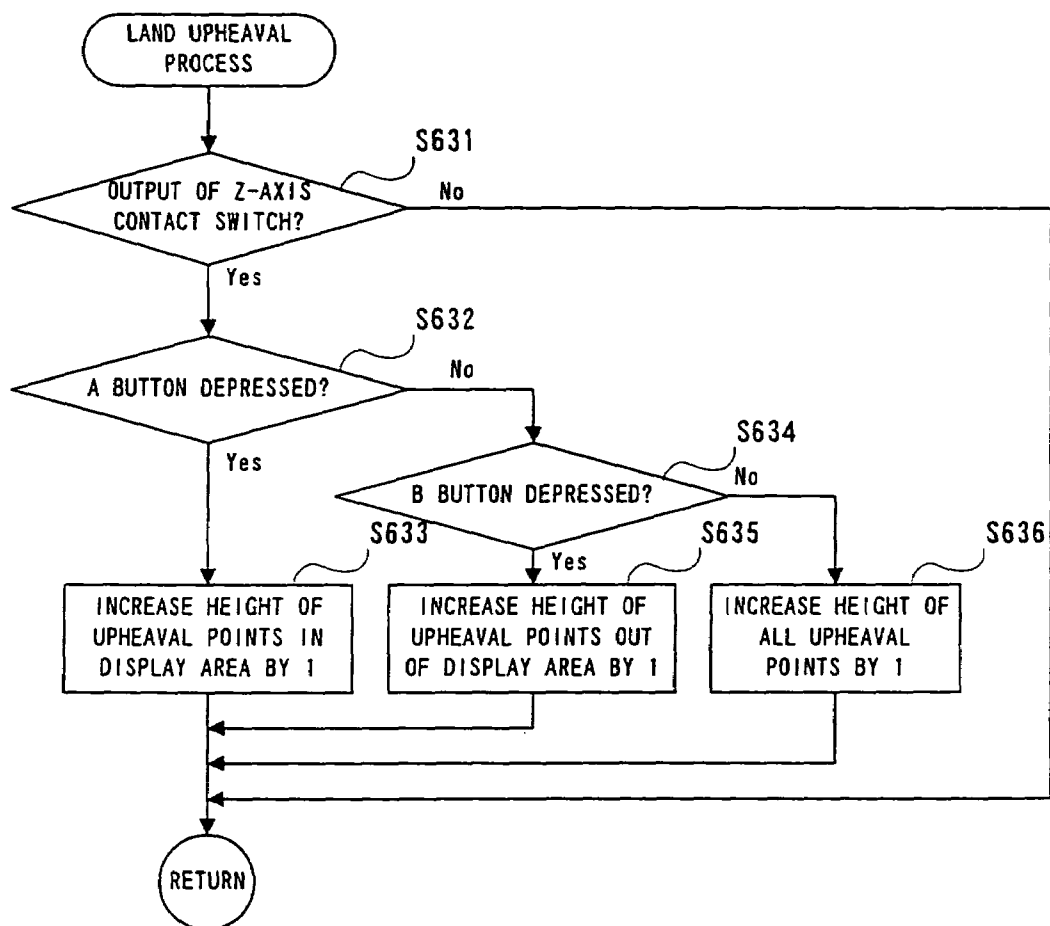 LAND UPHEAVAL
PROCESS
S631
OUTPUT OF Z-AXIS
CONTACT SWITCH?
No
Yes
S632
A BUTTON DEPRESSED?
No
Yes
S634
B BUTTON DEPRESSED?
No
Yes
S633
INCREASE HEIGHT OF
UPHEAVAL POINTS IN
DISPLAY AREA BY 1
S635
INCREASE HEIGHT OF
UPHEAVAL POINTS OUT
OF DISPLAY AREA BY 1
S636
INCREASE HEIGHT OF
ALL UPHEAVAL
POINTS BY 1
RETURN